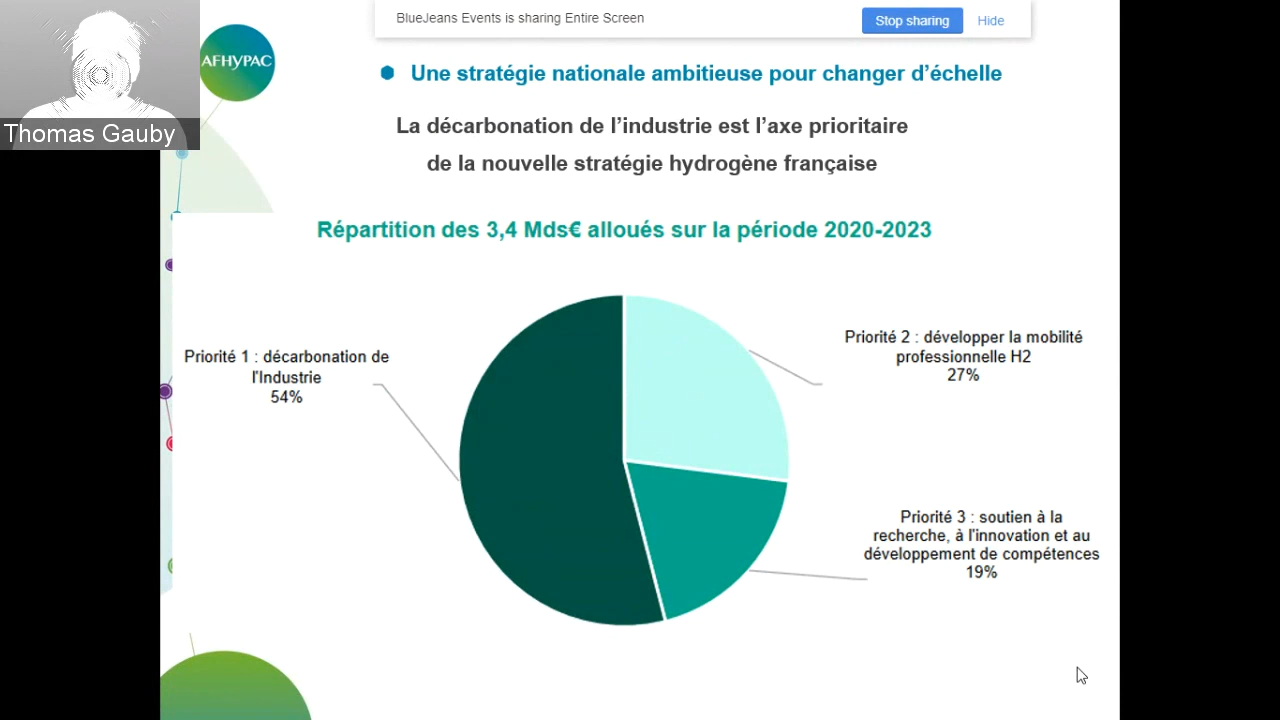 BlueJeans Events is sharing Entire Screen
Stop sharing
Hide
AFHYPAC
Thomas Gauby
Une stratégie nationale ambitieuse pour changer d'échelle
La décarbonation de l'industrie est l'axe prioritaire
de la nouvelle stratégie hydrogène française
Répartition des 3,4 Mds€ alloués sur la période 2020-2023
Priorité 1 : décarbonation de
l'Industrie
54%
Priorité 2 : développer la mobilité
professionnelle H2
27%
Priorité 3 : soutien à la
recherche, à l'innovation et au
développement de compétences
19%